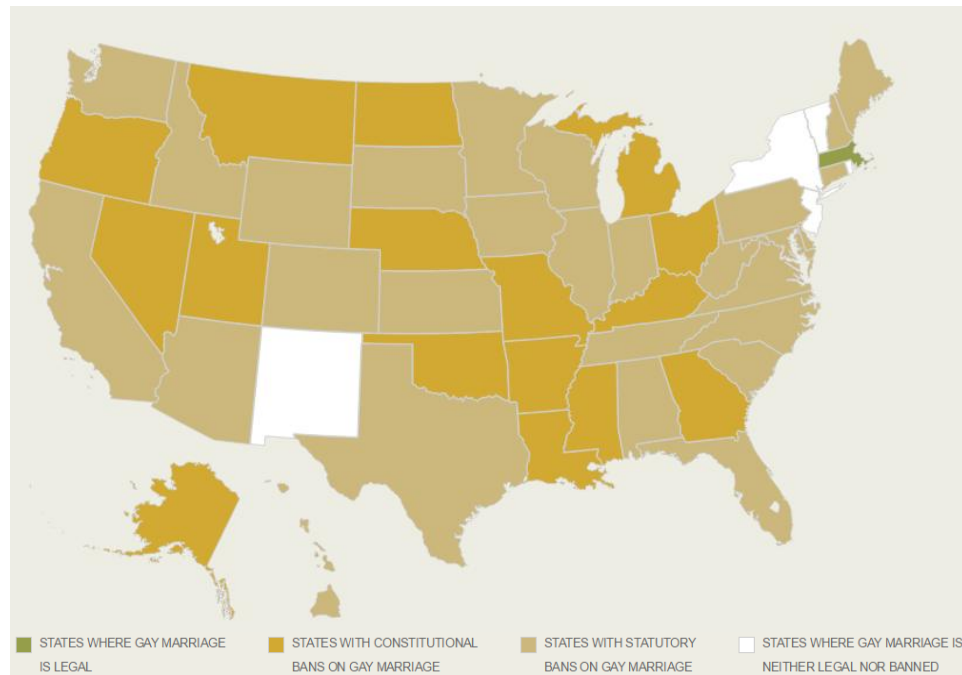 STATES WHERE GAY MARRIAGE
IS LEGAL
STATES WITH CONSTITUTIONAL
BANS ON GAY MARRIAGE
STATES WITH STATUTORY
BANS ON GAY MARRIAGE
STATES WHERE GAY MARRIAGE IS
NEITHER LEGAL NOR BANNED